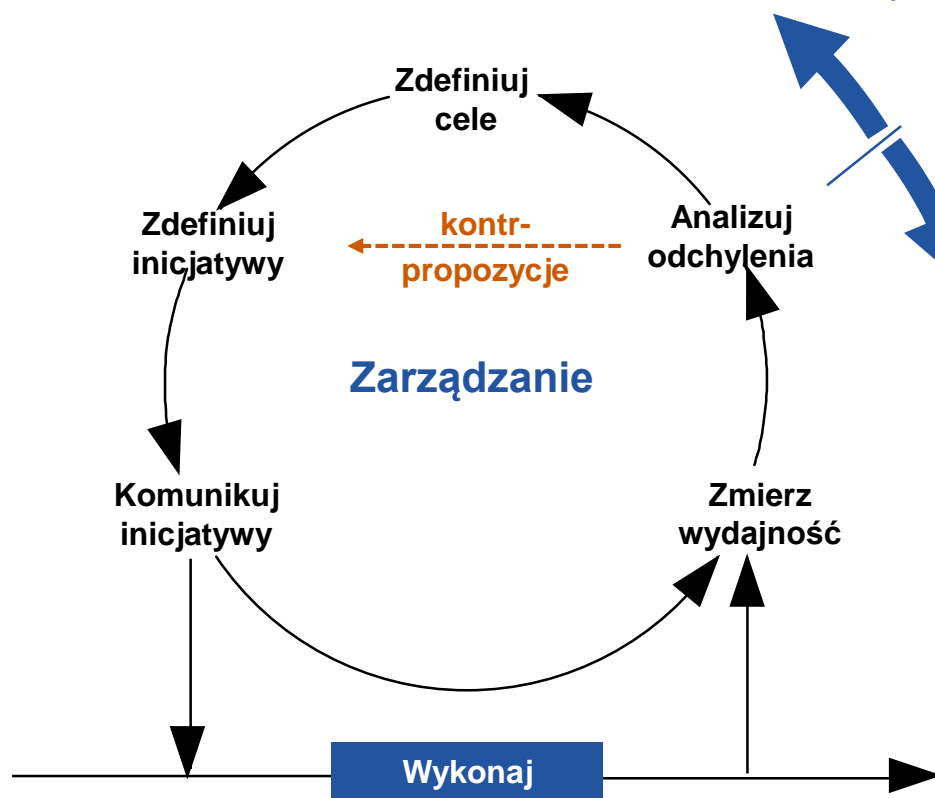 Zdefiniuj
cele
Zdefiniuj
inicjatywy
kontr-
propozycje
Analizuj
odchylenia
Zarządzanie
Komunikuj
inicjatywy
Zmierz
wydajność
Wykonaj